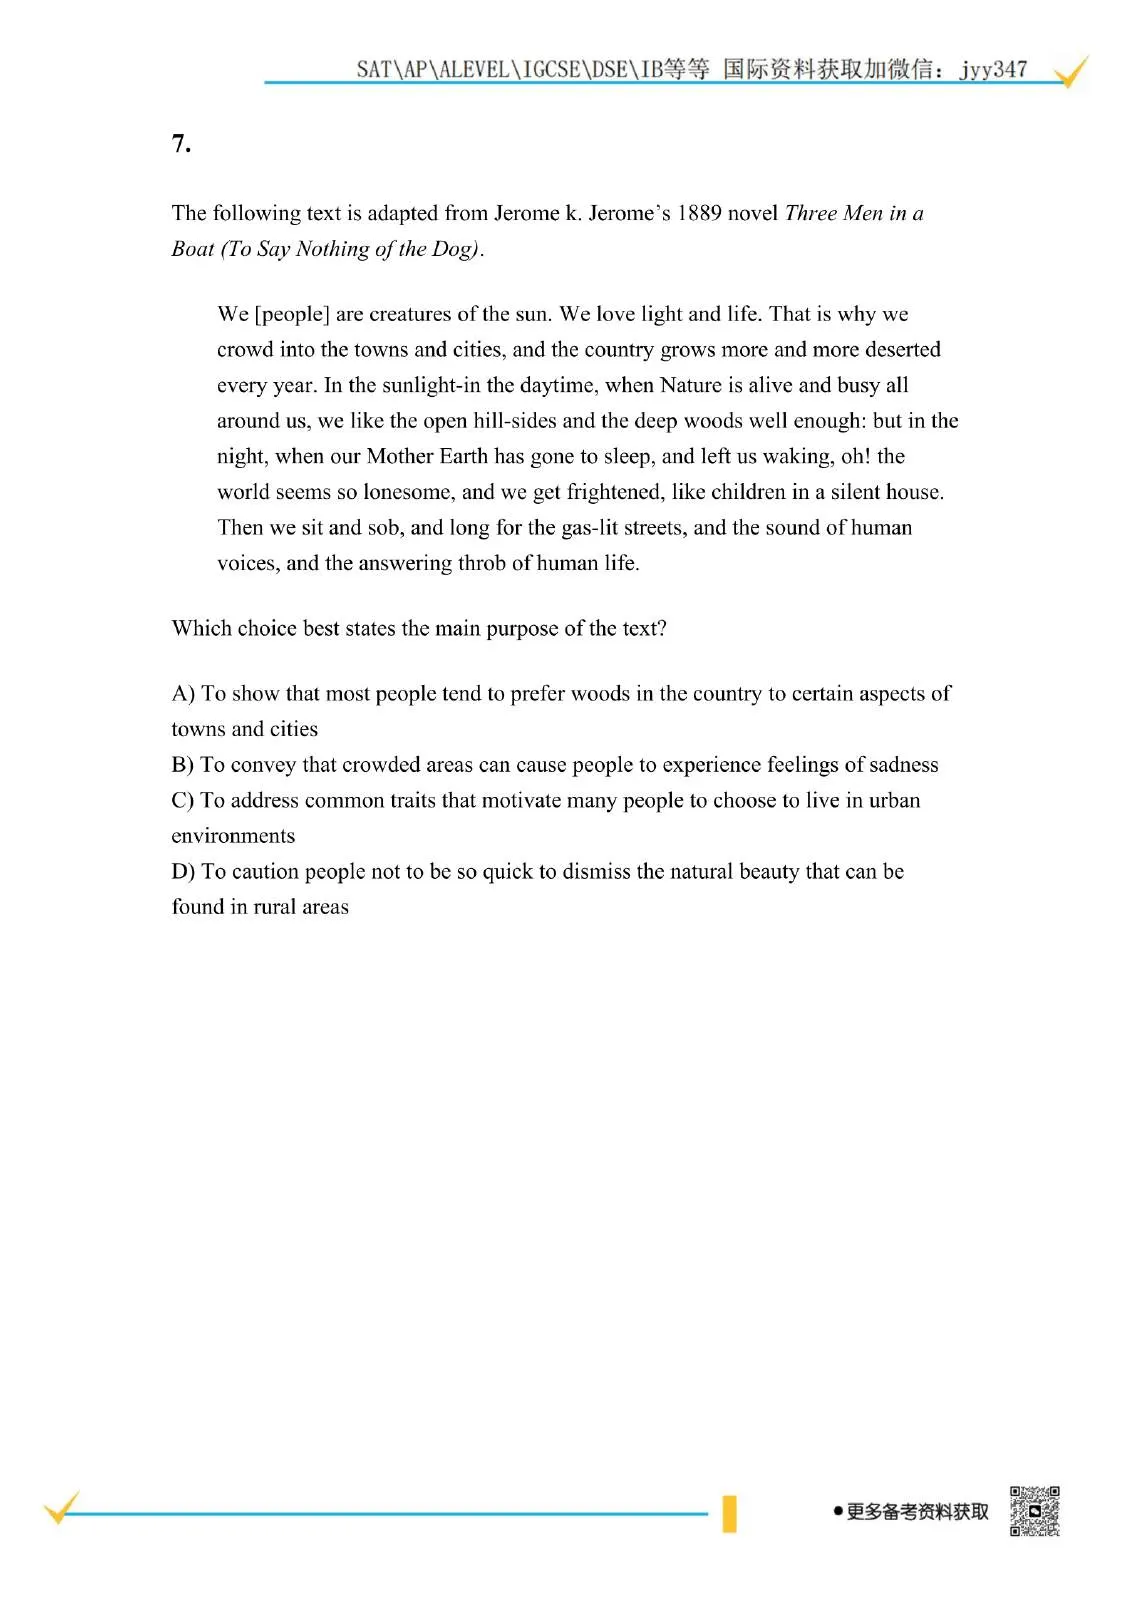 SAT\AP\ALEVEL\IGCSE\DSE\IB等等 国际资料获取加微信：jyy347
7.
The following text is adapted from Jerome k. Jerome’s 1889 novel Three Men in a
Boat (To Say Nothing of the Dog).
We [people] are creatures of the sun. We love light and life. That is why we
crowd into the towns and cities, and the country grows more and more deserted
every year. In the sunlight-in the daytime, when Nature is alive and busy all
around us, we like the open hill-sides and the deep woods well enough: but in the
night, when our Mother Earth has gone to sleep, and left us waking, oh! the
world seems so lonesome, and we get frightened, like children in a silent house.
Then we sit and sob, and long for the gas-lit streets, and the sound of human
voices, and the answering throb of human life.
Which choice best states the main purpose of the text?
A) To show that most people tend to prefer woods in the country to certain aspects of
towns and cities
B) To convey that crowded areas can cause people to experience feelings of sadness
C) To address common traits that motivate many people to choose to live in urban
environments
D) To caution people not to be so quick to dismiss the natural beauty that can be
found in rural areas
●更多备考资料获取